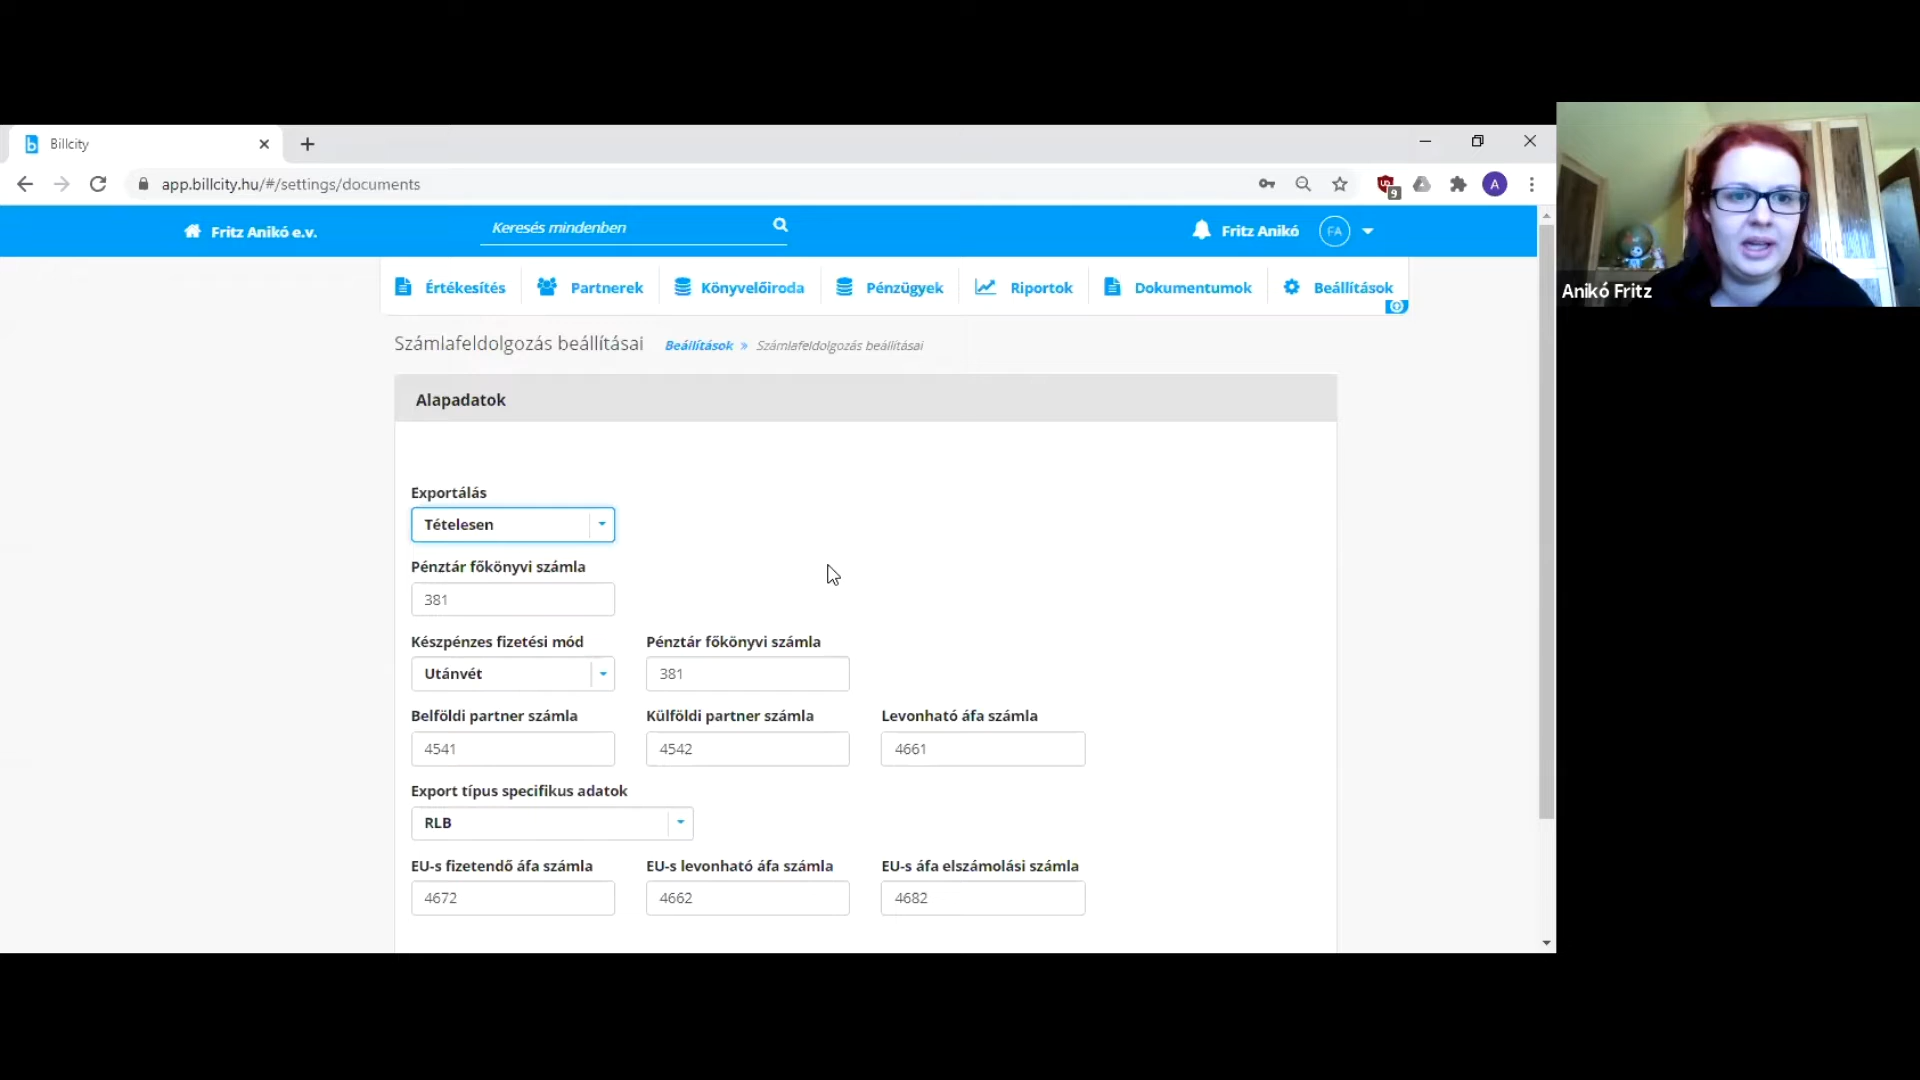 Billcity
app.billcity.hu/#/settings/documents
9
A
Fritz Anikó e.v.
Keresés mindenben
Fritz Anikó
FA
Értékesítés
Partnerek
Könyvelőiroda
Pénzügyek
Riportok
Dokumentumok
Beállítások
Számlafeldolgozás beállításai
Beállítások » Számlafeldolgozás beállításai
Alapadatok
Exportálás
Tételesen
Pénztár főkönyvi számla
381
Készpénzes fizetési mód
Pénztár főkönyvi számla
Utánvét
381
Belföldi partner számla
Külföldi partner számla
Levonható áfa számla
4541
4542
4661
Export típus specifikus adatok
RLB
EU-s fizetendő áfa számla
EU-s levonható áfa számla
EU-s áfa elszámolási számla
4672
4662
4682
Anikó Fritz